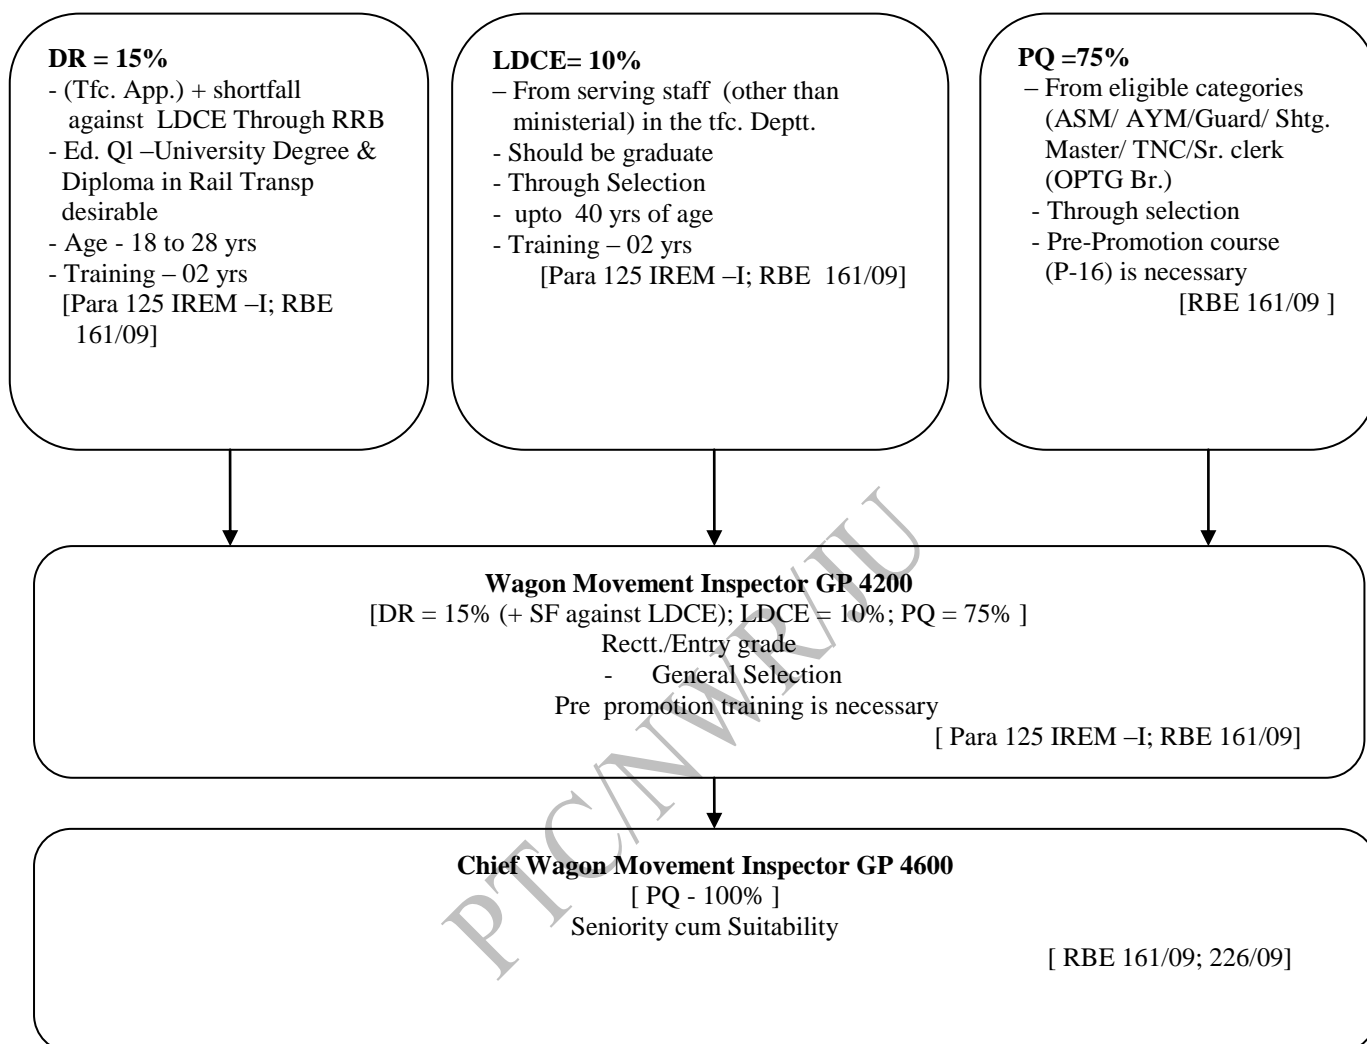 DR = 15%
- (Tfc. App.) + shortfall
against LDCE Through RRB
- Ed. Ql –University Degree &
Diploma in Rail Transp
desirable
- Age - 18 to 28 yrs
- Training – 02 yrs
[Para 125 IREM –I; RBE
161/09]
LDCE= 10%
– From serving staff (other than
ministerial) in the tfc. Deptt.
- Should be graduate
- Through Selection
- upto 40 yrs of age
- Training – 02 yrs
[Para 125 IREM –I; RBE 161/09]
PQ =75%
– From eligible categories
(ASM/ AYM/Guard/ Shtg.
Master/ TNC/Sr. clerk
(OPTG Br.)
- Through selection
- Pre-Promotion course
(P-16) is necessary
[RBE 161/09 ]
Wagon Movement Inspector GP 4200
[DR = 15% (+ SF against LDCE); LDCE = 10%; PQ = 75% ]
Rectt./Entry grade
- General Selection
Pre promotion training is necessary
[ Para 125 IREM –I; RBE 161/09]
Chief Wagon Movement Inspector GP 4600
[ PQ - 100% ]
Seniority cum Suitability
[ RBE 161/09; 226/09]
PTC/NWR/JU